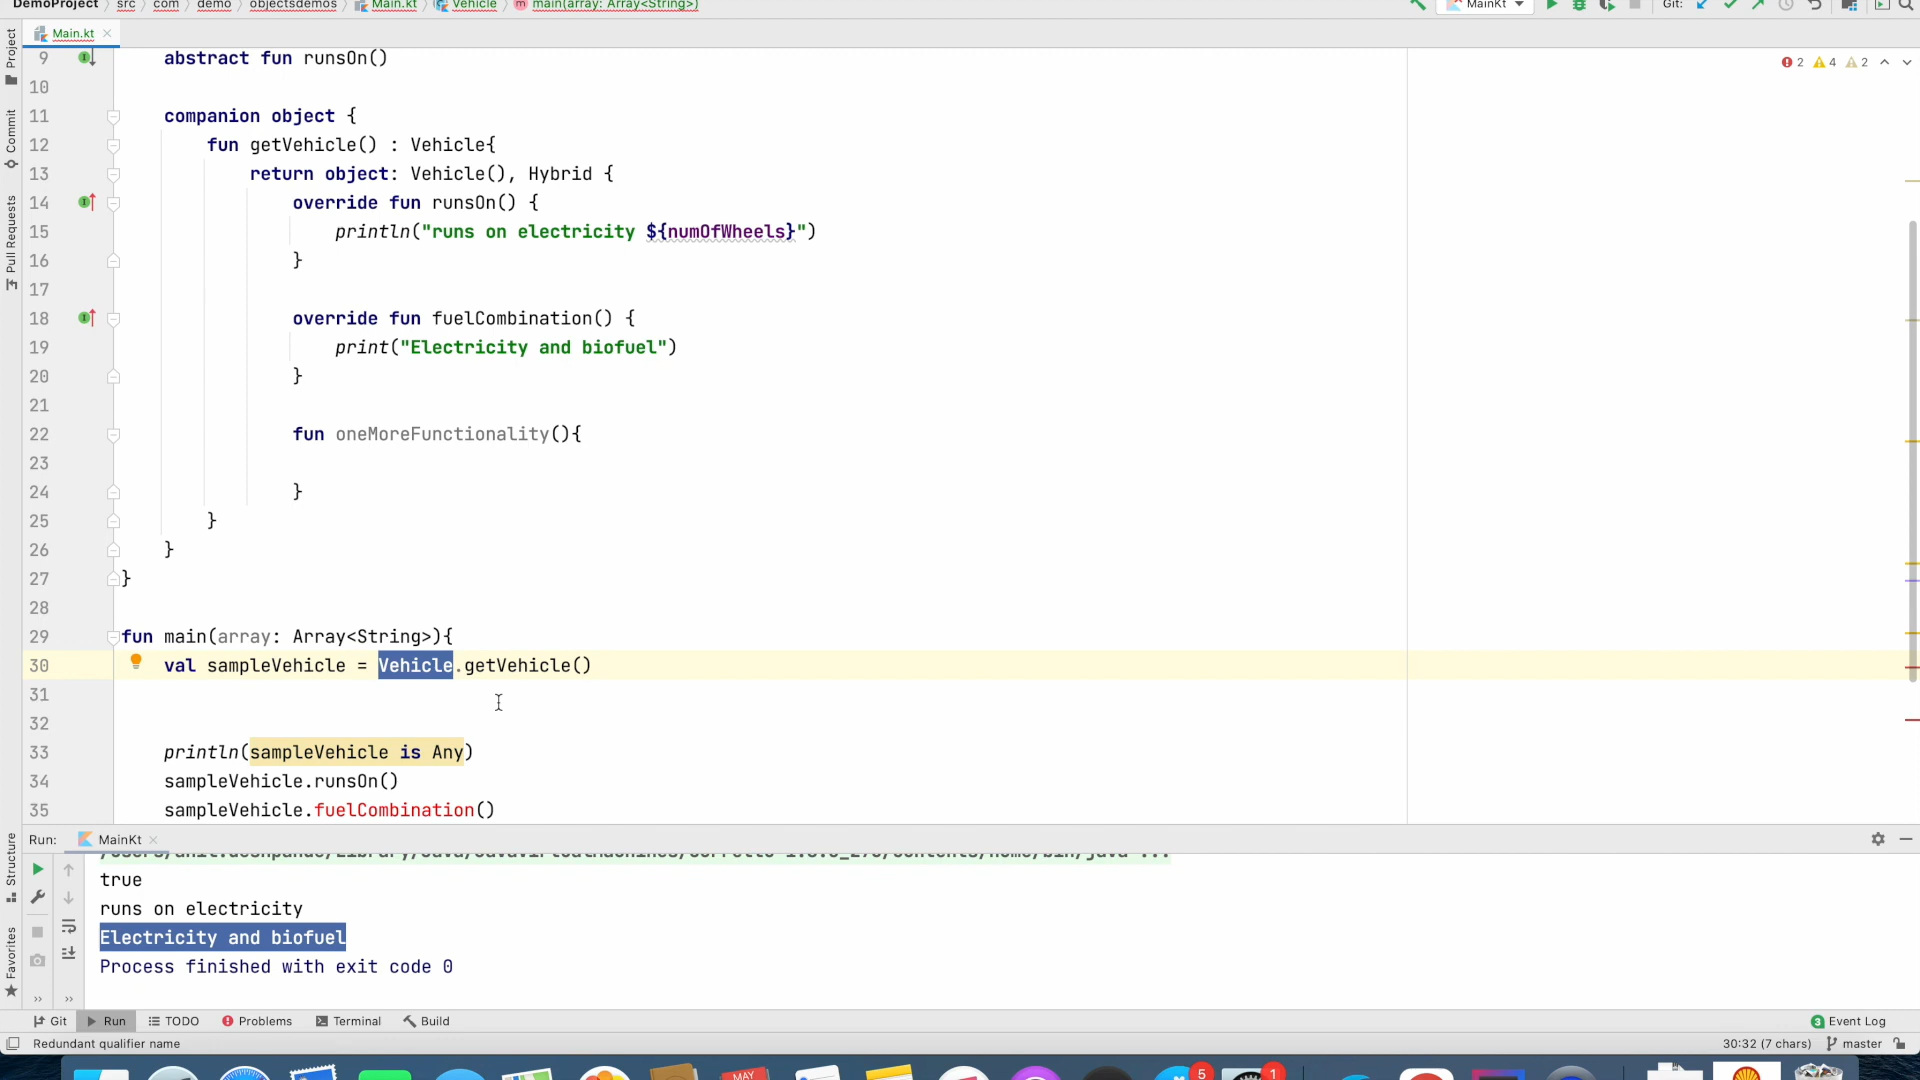 DemoProject › src › com › demo › objectsdemos › Main.kt › Vehicle › main(array: Array<String>)
MainKt
Git:
Main.kt
2 4 2
9 abstract fun runsOn()
10
11 companion object {
12 fun getVehicle() : Vehicle{
13 return object: Vehicle(), Hybrid {
14 override fun runsOn() {
15 println("runs on electricity ${numOfWheels}")
16 }
17
18 override fun fuelCombination() {
19 print("Electricity and biofuel")
20 }
21
22 fun oneMoreFunctionality(){
23
24 }
25 }
26 }
27 }
28
29 fun main(array: Array<String>){
30 val sampleVehicle = Vehicle.getVehicle()
31
32
33 println(sampleVehicle is Any)
34 sampleVehicle.runsOn()
35 sampleVehicle.fuelCombination()
Project
Commit
Pull Requests
Structure
Favorites
Run: MainKt
true
runs on electricity
Electricity and biofuel
Process finished with exit code 0
Git Run TODO Problems Terminal Build
3 Event Log
Redundant qualifier name
30:32 (7 chars) master
MAY
5
1